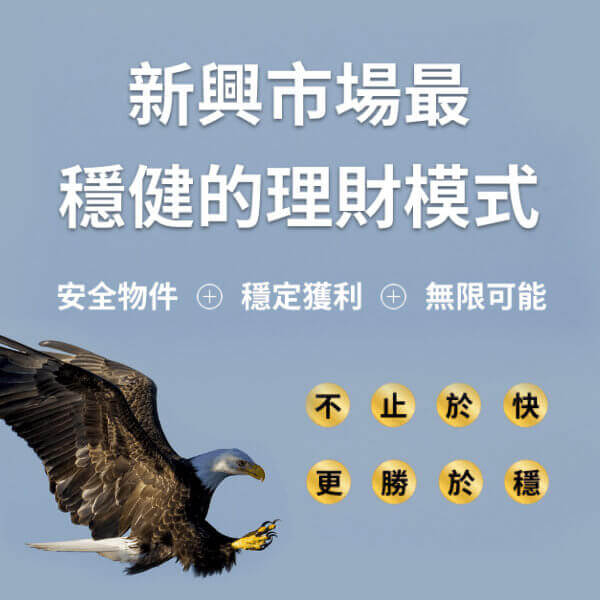 新興市場最
穩健的理財模式
安全物件 ⊕ 穩定獲利 ⊕ 無限可能
不止於快
更勝於穩